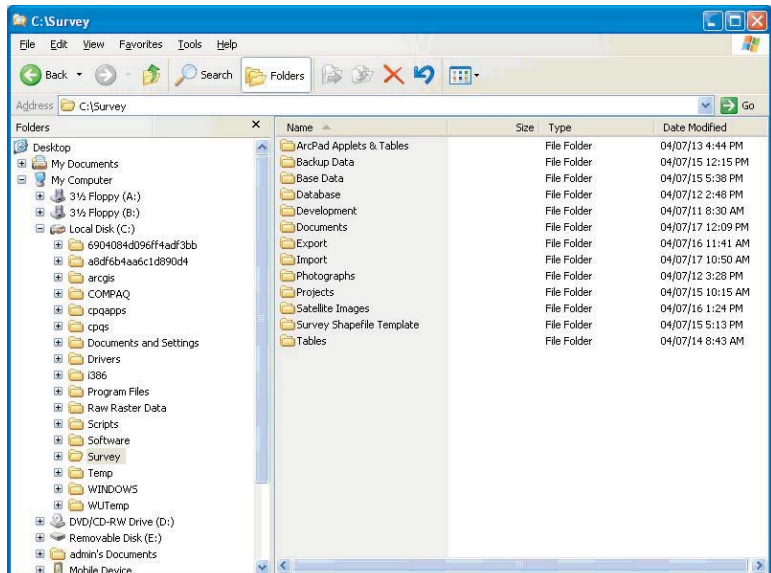 C:\Survey
File Edit View Favorites Tools Help
Back Search Folders
Address C:\Survey Go
Folders
Desktop
My Documents
My Computer
3½ Floppy (A:)
3½ Floppy (B:)
Local Disk (C:)
6904084d096ff4adf3bb
a8df6b4aa6c1d890d4
arcgis
COMPAQ
cpqapps
cpqs
Documents and Settings
Drivers
i386
Program Files
Raw Raster Data
Scripts
Software
Survey
Temp
WINDOWS
WUTemp
DVD/CD-RW Drive (D:)
Removable Disk (E:)
admin's Documents
Mobile Device
Name Size Type Date Modified
ArcPad Applets & Tables File Folder 04/07/13 4:44 PM
Backup Data File Folder 04/07/15 12:15 PM
Base Data File Folder 04/07/15 5:38 PM
Database File Folder 04/07/12 2:48 PM
Development File Folder 04/07/11 8:30 AM
Documents File Folder 04/07/17 12:09 PM
Export File Folder 04/07/16 11:41 AM
Import File Folder 04/07/17 10:50 AM
Photographs File Folder 04/07/12 3:28 PM
Projects File Folder 04/07/15 10:15 AM
Satellite Images File Folder 04/07/16 1:24 PM
Survey Shapefile Template File Folder 04/07/15 5:13 PM
Tables File Folder 04/07/14 8:43 AM